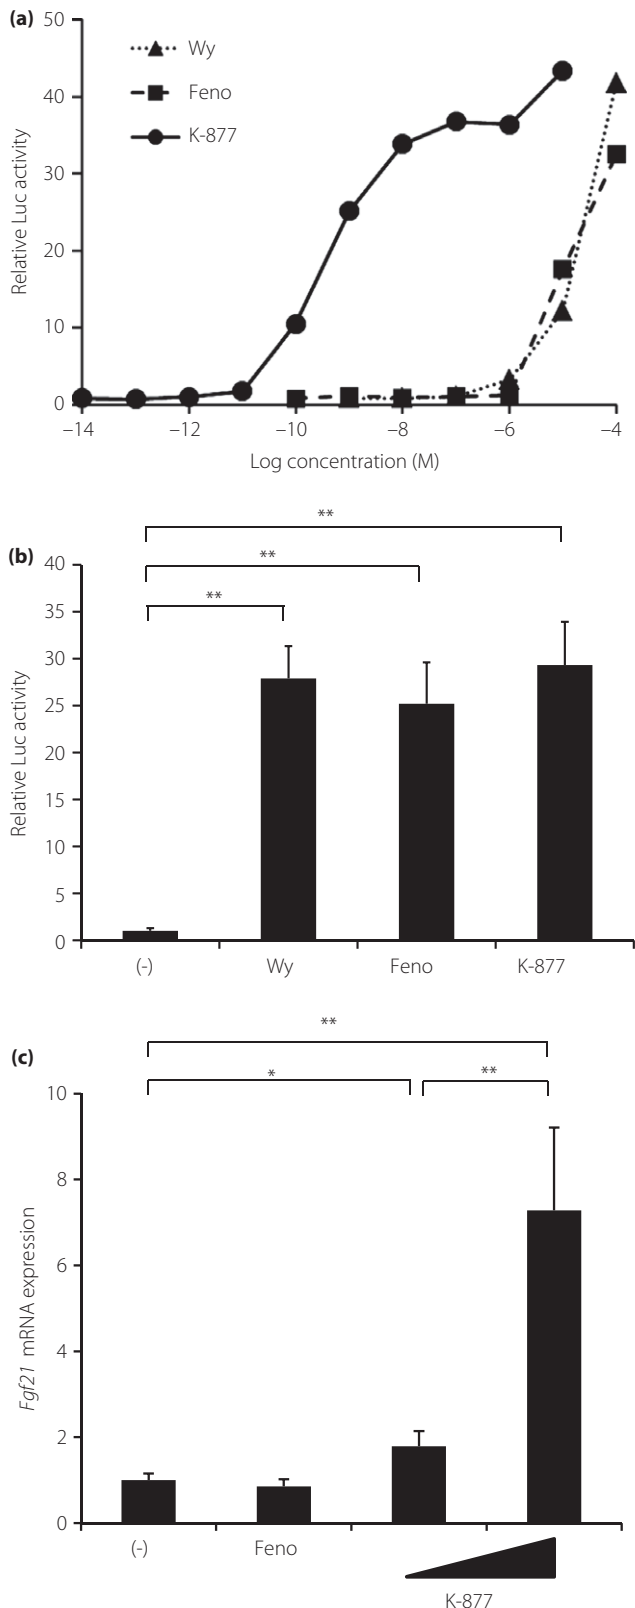 (a)
50
40
30
20
10
0
Relative Luc activity
Wy
Feno
K-877
–14
–12
–10
–8
–6
–4
Log concentration (M)
(b)
**
**
**
40
35
30
25
20
15
10
5
0
Relative Luc activity
(-)
Wy
Feno
K-877
(c)
**
*
**
10
8
6
4
2
0
Fgf21 mRNA expression
(-)
Feno
K-877